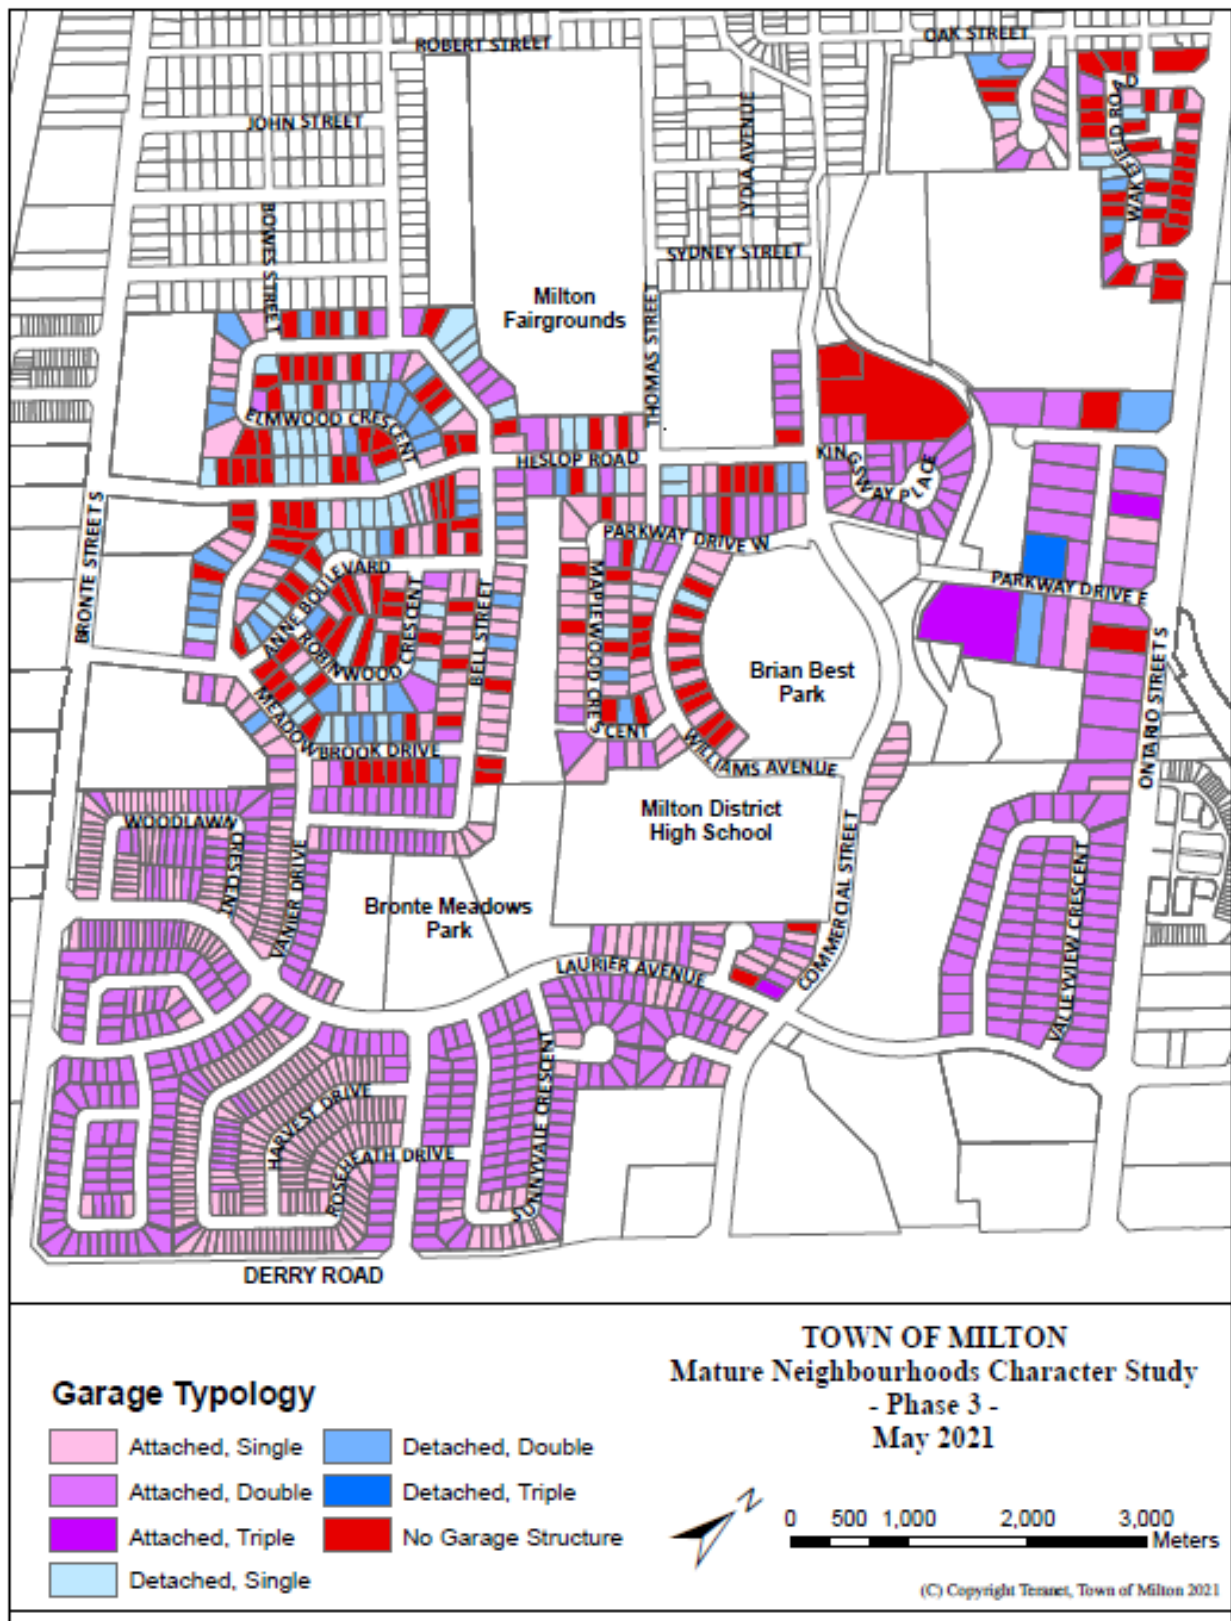 ROBERT STREET
OAK STREET
JOHN STREET
LYDIA AVENUE
WAKEFIELD ROAD
BOWES STREET
SYDNEY STREET
Milton
Fairgrounds
THOMAS STREET
ELMWOOD CRESCENT
HESLOP ROAD
KINGSWAY PLACE
BRONTE STREET S
PARKWAY DRIVE W
ANNE BOULEVARD
MAPLEWOOD CRESCENT
PARKWAY DRIVE E
ROBINWOOD CRESCENT
BELL STREET
Brian Best
Park
ONTARIO STREET S
MEADOWBROOK DRIVE
WILLIAMS AVENUE
WOODLAWN CRESCENT
Milton District
High School
VANIER DRIVE
COMMERCIAL STREET
VALLEYVIEW CRESCENT
Bronte Meadows
Park
LAURIER AVENUE
SUNNYVALE CRESCENT
HARVEST DRIVE
ROSEHEATH DRIVE
DERRY ROAD
TOWN OF MILTON
Mature Neighbourhoods Character Study
- Phase 3 -
May 2021
Garage Typology
Attached, Single
Attached, Double
Attached, Triple
Detached, Single
Detached, Double
Detached, Triple
No Garage Structure
N
0 500 1,000 2,000 3,000
Meters
(C) Copyright Teranet, Town of Milton 2021